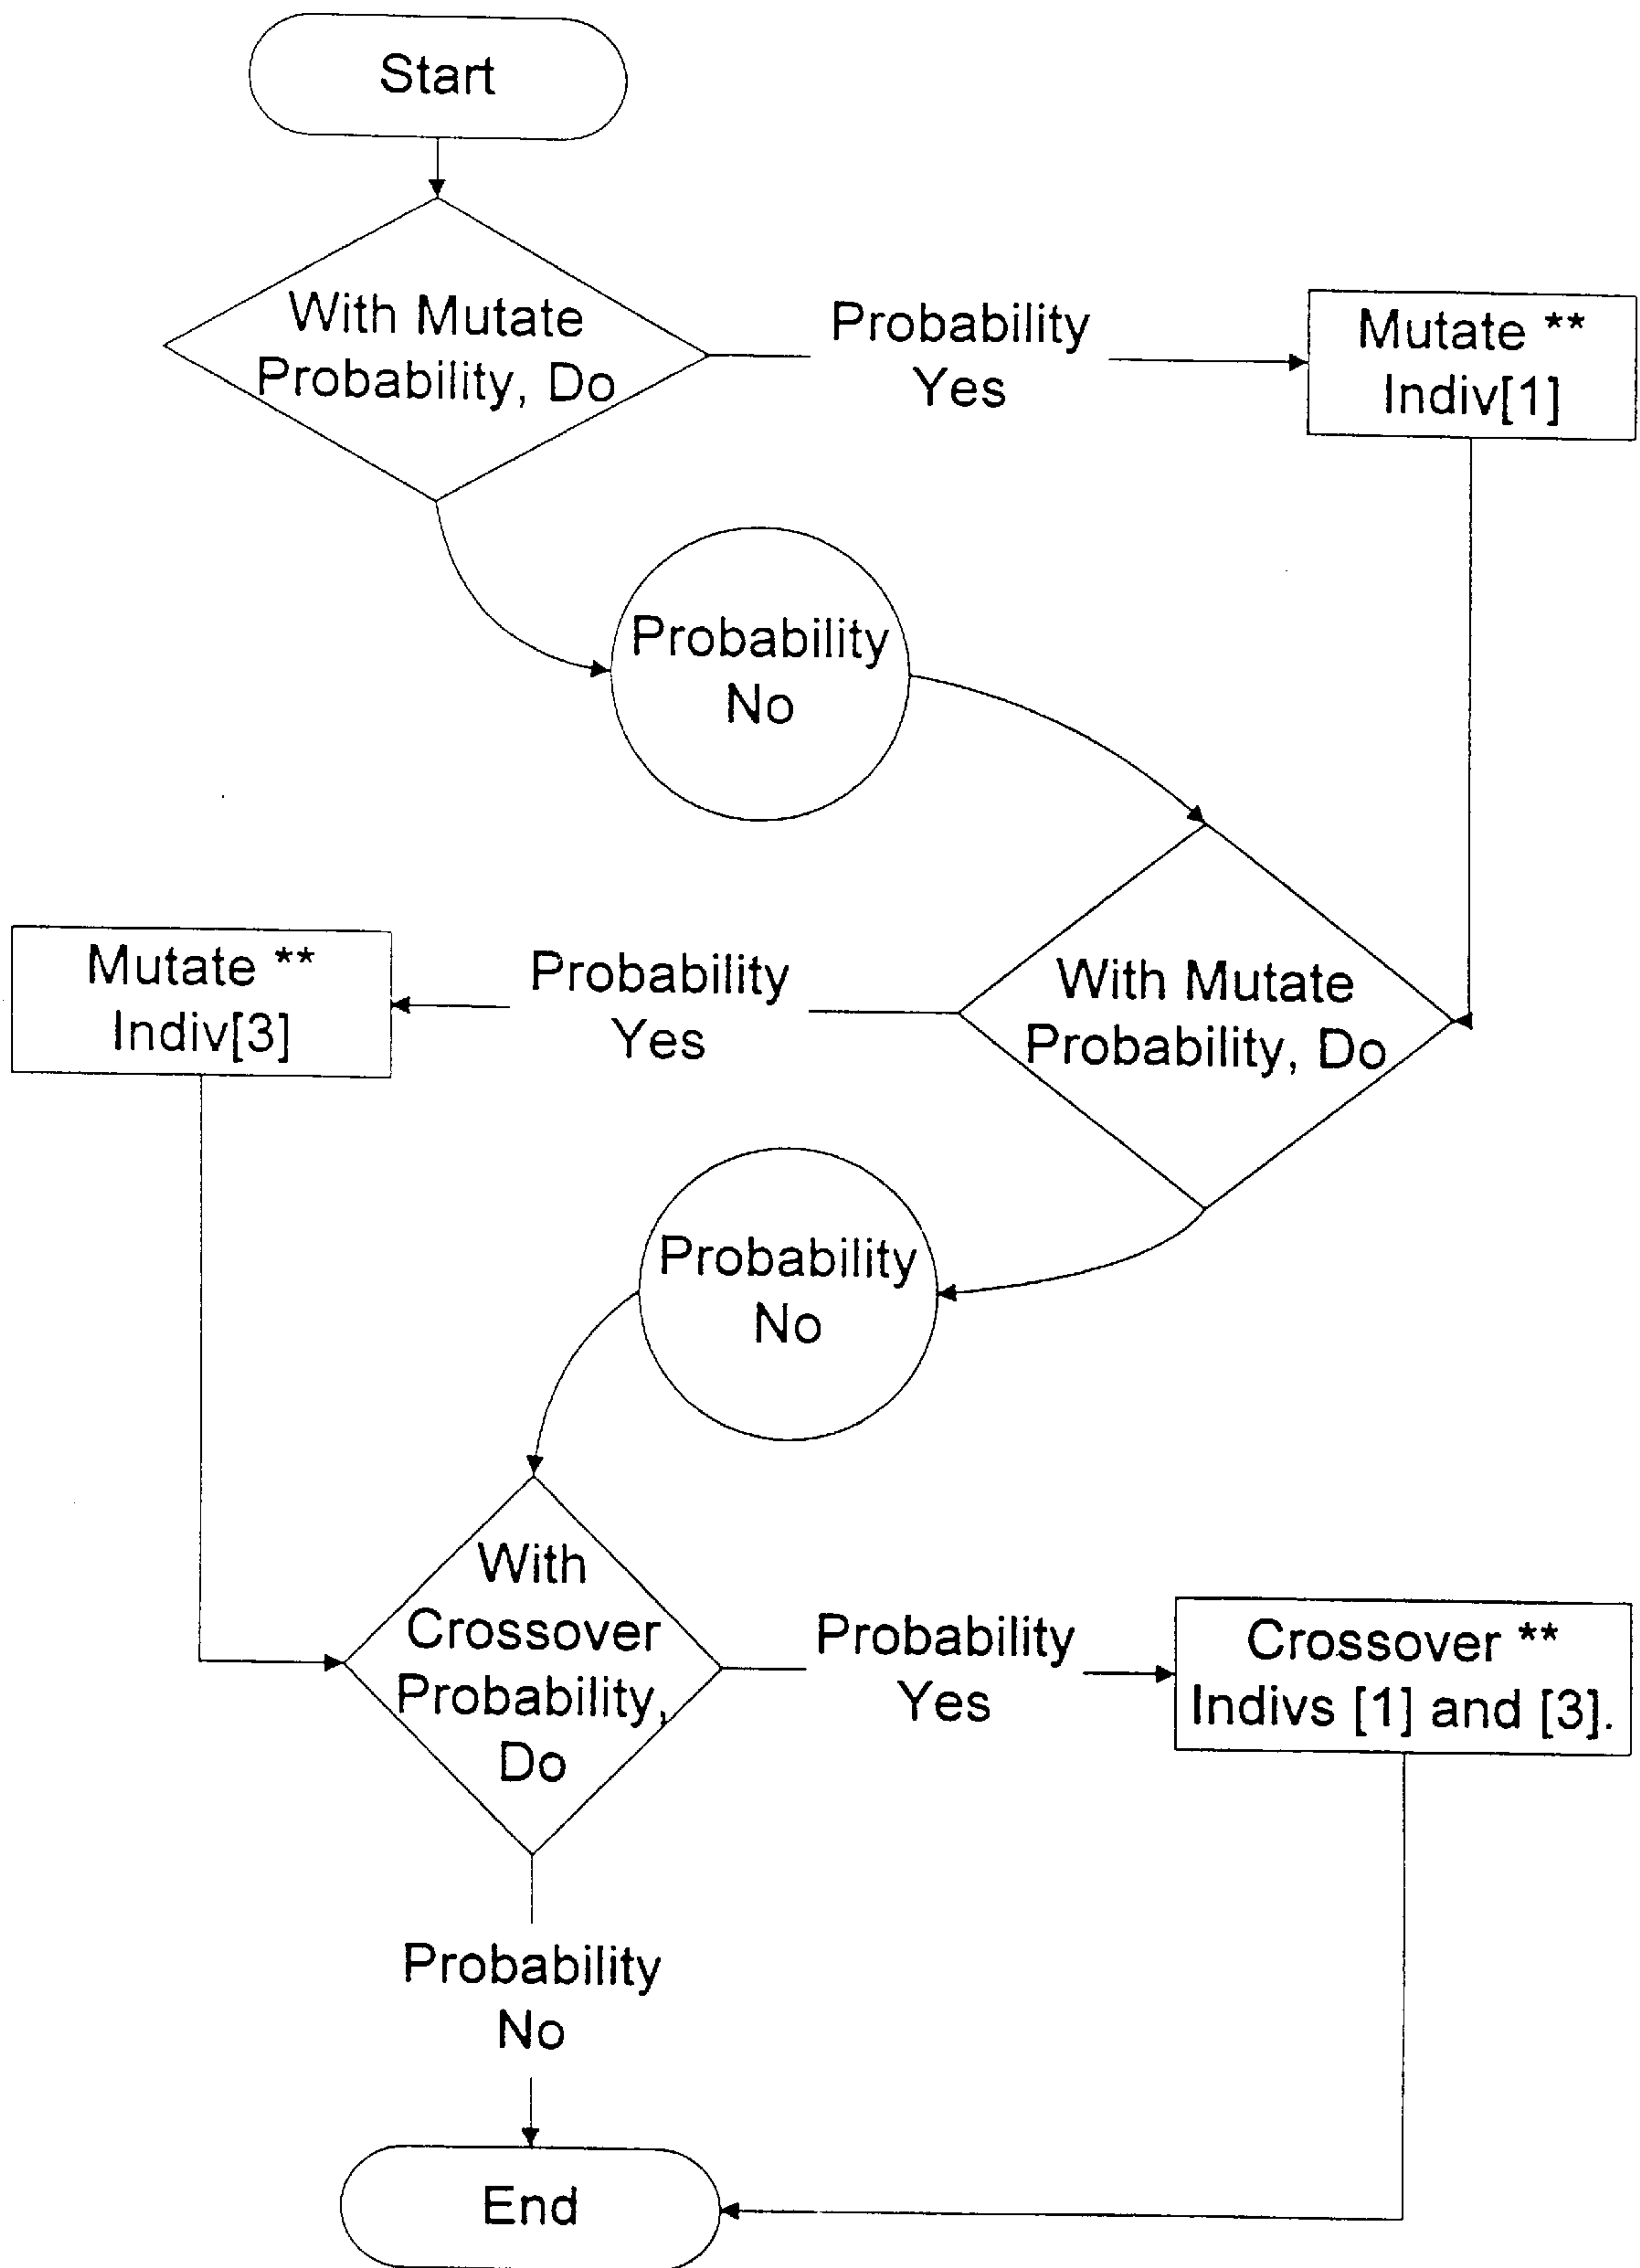 Start
With Mutate
Probability, Do
Probability
Yes
Mutate **
Indiv[1]
Probability
No
With Mutate
Probability, Do
Probability
Yes
Mutate **
Indiv[3]
Probability
No
With
Crossover
Probability,
Do
Probability
Yes
Crossover **
Indivs [1] and [3].
Probability
No
End